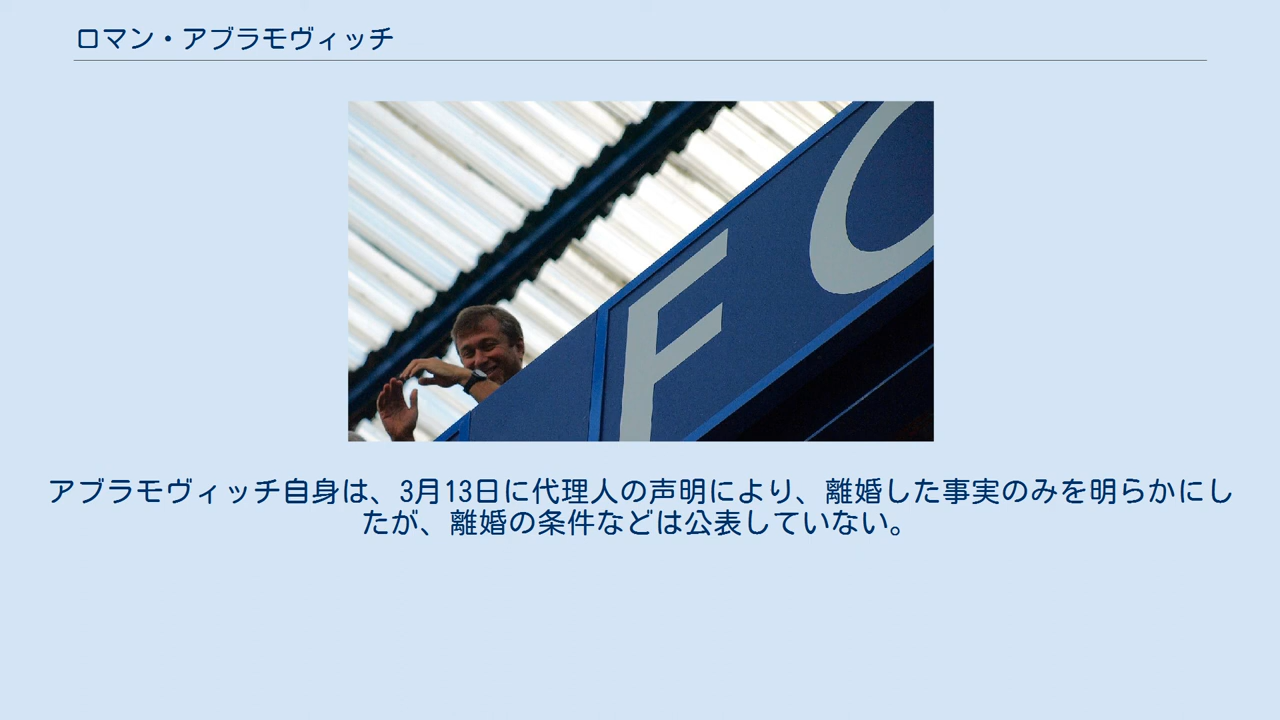 ロマン・アブラモヴィッチ
F C
アブラモヴィッチ自身は、3月13日に代理人の声明により、離婚した事実のみを明らかにし
たが、離婚の条件などは公表していない。